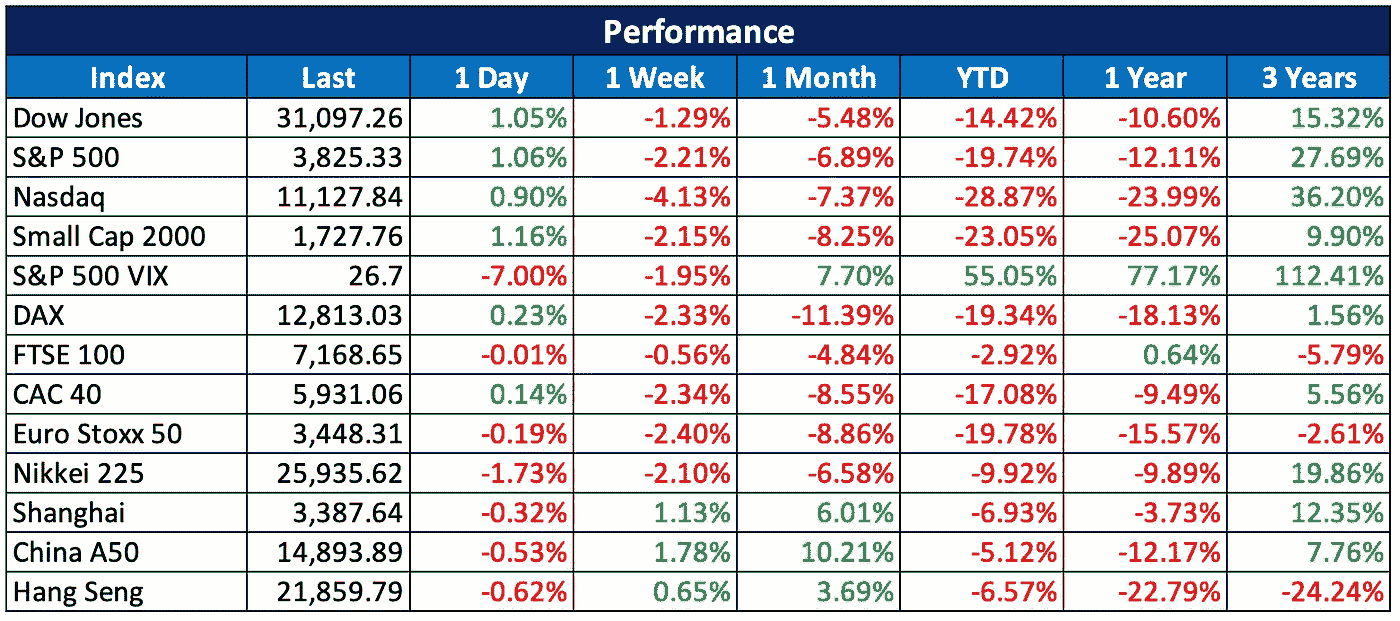 Performance
Index Last 1 Day 1 Week 1 Month YTD 1 Year 3 Years
Dow Jones 31,097.26 1.05% -1.29% -5.48% -14.42% -10.60% 15.32%
S&P 500 3,825.33 1.06% -2.21% -6.89% -19.74% -12.11% 27.69%
Nasdaq 11,127.84 0.90% -4.13% -7.37% -28.87% -23.99% 36.20%
Small Cap 2000 1,727.76 1.16% -2.15% -8.25% -23.05% -25.07% 9.90%
S&P 500 VIX 26.7 -7.00% -1.95% 7.70% 55.05% 77.17% 112.41%
DAX 12,813.03 0.23% -2.33% -11.39% -19.34% -18.13% 1.56%
FTSE 100 7,168.65 -0.01% -0.56% -4.84% -2.92% 0.64% -5.79%
CAC 40 5,931.06 0.14% -2.34% -8.55% -17.08% -9.49% 5.56%
Euro Stoxx 50 3,448.31 -0.19% -2.40% -8.86% -19.78% -15.57% -2.61%
Nikkei 225 25,935.62 -1.73% -2.10% -6.58% -9.92% -9.89% 19.86%
Shanghai 3,387.64 -0.32% 1.13% 6.01% -6.93% -3.73% 12.35%
China A50 14,893.89 -0.53% 1.78% 10.21% -5.12% -12.17% 7.76%
Hang Seng 21,859.79 -0.62% 0.65% 3.69% -6.57% -22.79% -24.24%